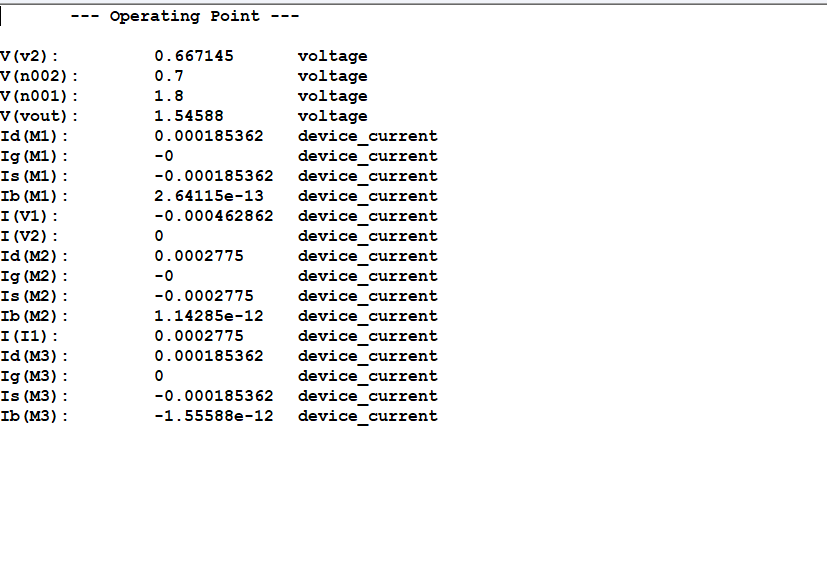 --- Operating Point ---
V(v2): 0.667145 voltage
V(n002): 0.7 voltage
V(n001): 1.8 voltage
V(vout): 1.54588 voltage
Id(M1): 0.000185362 device_current
Ig(M1): -0 device_current
Is(M1): -0.000185362 device_current
Ib(M1): 2.64115e-13 device_current
I(V1): -0.000462862 device_current
I(V2): 0 device_current
Id(M2): 0.0002775 device_current
Ig(M2): -0 device_current
Is(M2): -0.0002775 device_current
Ib(M2): 1.14285e-12 device_current
I(I1): 0.0002775 device_current
Id(M3): 0.000185362 device_current
Ig(M3): 0 device_current
Is(M3): -0.000185362 device_current
Ib(M3): -1.55588e-12 device_current